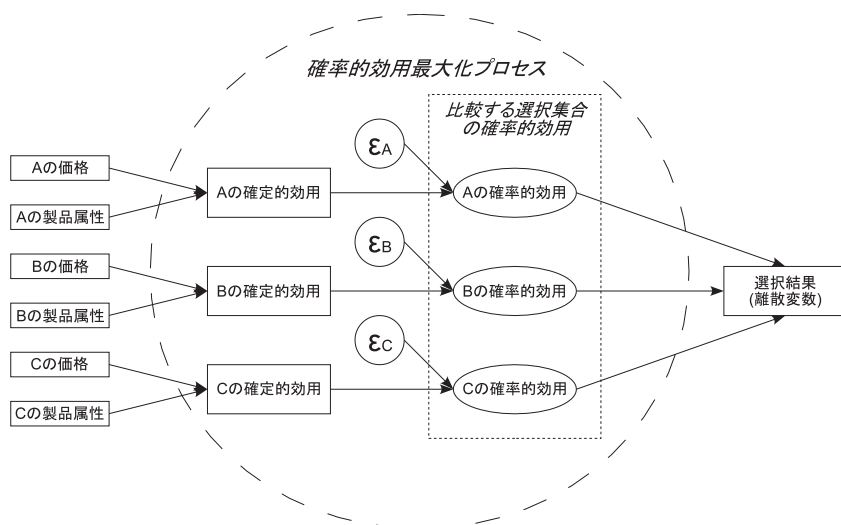 確率的効用最大化プロセス
比較する選択集合
の確率的効用
εA
Aの価格
Aの製品属性
Aの確定的効用
Aの確率的効用
εB
Bの価格
Bの製品属性
Bの確定的効用
Bの確率的効用
選択結果
(離散変数)
εC
Cの価格
Cの製品属性
Cの確定的効用
Cの確率的効用